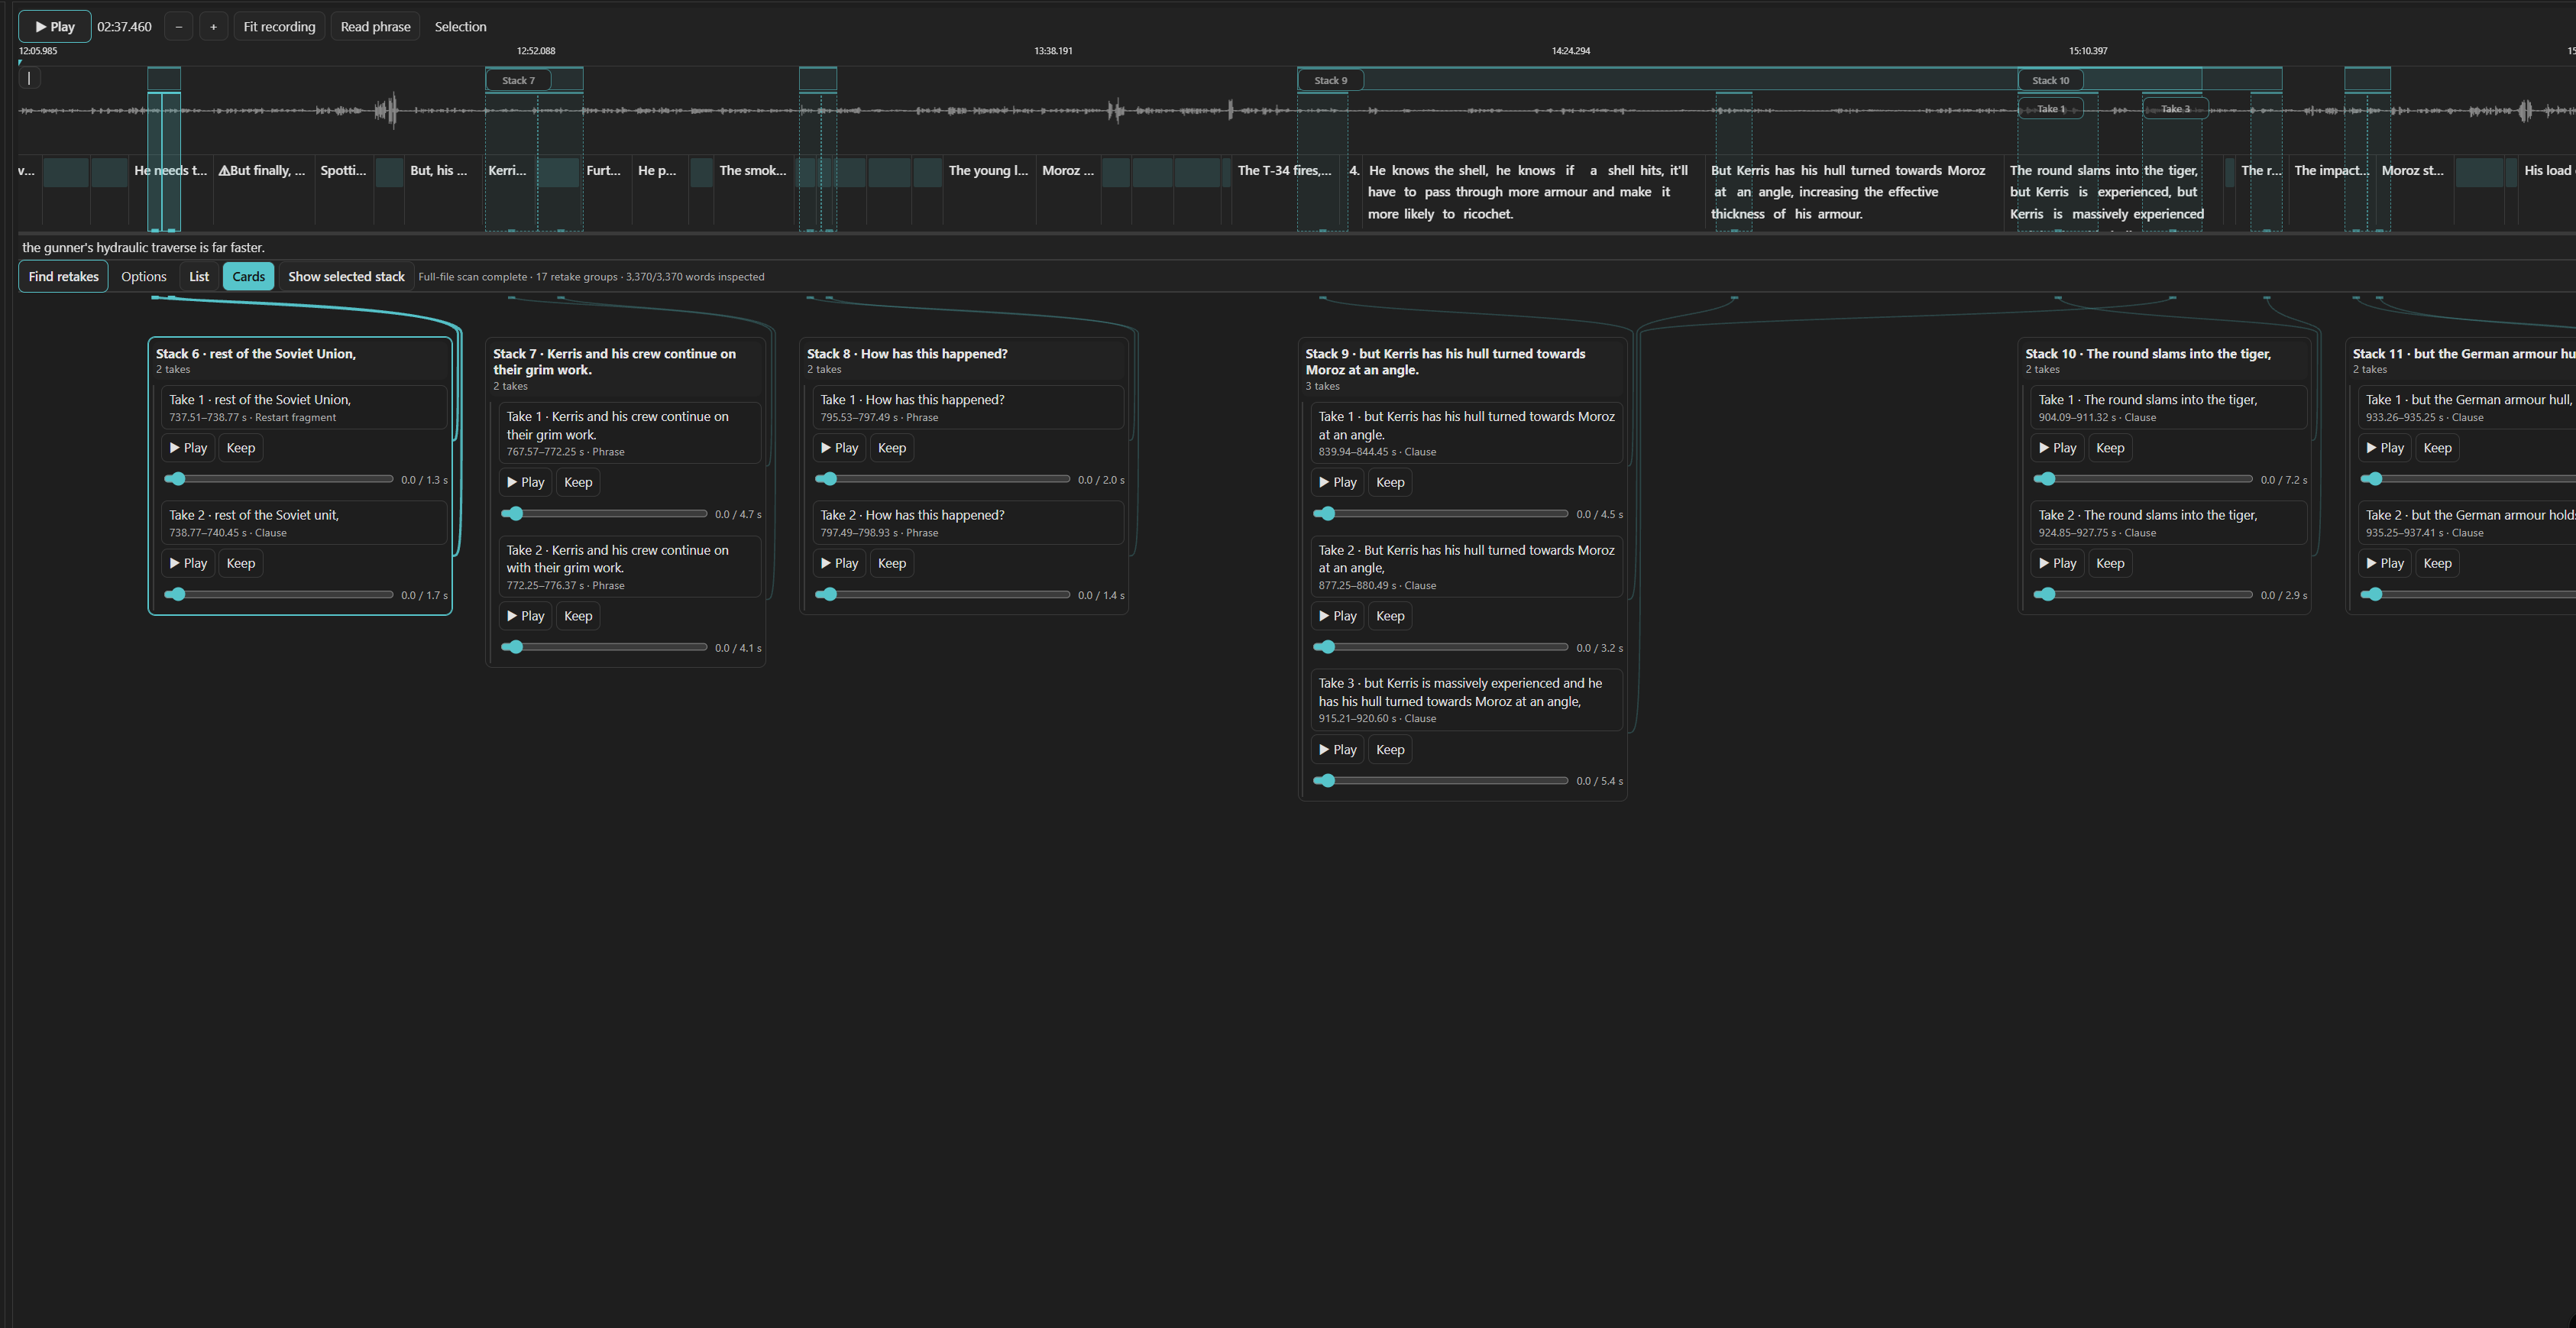 ▶ Play 02:37.460 − + Fit recording Read phrase Selection
12:05.985 12:52.088 13:38.191 14:24.294 15:10.397
Stack 7 Stack 9 Stack 10
Take 1 Take 3
v... He needs t... ⚠But finally, ... Spotti... But, his ... Kerri... Furt... He p... The smok... The young l... Moroz ... The T-34 fires,... 4. He knows the shell, he knows if a shell hits, it'll But Kerris has his hull turned towards Moroz The round slams into the tiger, The r... The impact... Moroz st... His load
have to pass through more armour and make it at an angle, increasing the effective but Kerris is experienced, but
more likely to ricochet. thickness of his armour. Kerris is massively experienced
the gunner's hydraulic traverse is far faster.
Find retakes Options List Cards Show selected stack Full-file scan complete · 17 retake groups · 3,370/3,370 words inspected
Stack 6 · rest of the Soviet Union,
2 takes
Take 1 · rest of the Soviet Union,
737.51–738.77 s · Restart fragment
▶ Play Keep
0.0 / 1.3 s
Take 2 · rest of the Soviet unit,
738.77–740.45 s · Clause
▶ Play Keep
0.0 / 1.7 s
Stack 7 · Kerris and his crew continue on
their grim work.
2 takes
Take 1 · Kerris and his crew continue on
their grim work.
767.57–772.25 s · Phrase
▶ Play Keep
0.0 / 4.7 s
Take 2 · Kerris and his crew continue on
with their grim work.
772.25–776.37 s · Phrase
▶ Play Keep
0.0 / 4.1 s
Stack 8 · How has this happened?
2 takes
Take 1 · How has this happened?
795.53–797.49 s · Phrase
▶ Play Keep
0.0 / 2.0 s
Take 2 · How has this happened?
797.49–798.93 s · Phrase
▶ Play Keep
0.0 / 1.4 s
Stack 9 · but Kerris has his hull turned towards
Moroz at an angle.
3 takes
Take 1 · but Kerris has his hull turned towards Moroz
at an angle.
839.94–844.45 s · Clause
▶ Play Keep
0.0 / 4.5 s
Take 2 · But Kerris has his hull turned towards Moroz
at an angle,
877.25–880.49 s · Clause
▶ Play Keep
0.0 / 3.2 s
Take 3 · but Kerris is massively experienced and he
has his hull turned towards Moroz at an angle,
915.21–920.60 s · Clause
▶ Play Keep
0.0 / 5.4 s
Stack 10 · The round slams into the tiger,
2 takes
Take 1 · The round slams into the tiger,
904.09–911.32 s · Clause
▶ Play Keep
0.0 / 7.2 s
Take 2 · The round slams into the tiger,
924.85–927.75 s · Clause
▶ Play Keep
0.0 / 2.9 s
Stack 11 · but the German armour hu
2 takes
Take 1 · but the German armour hull,
933.26–935.25 s · Clause
▶ Play Keep
Take 2 · but the German armour hold
935.25–937.41 s · Clause
▶ Play Keep